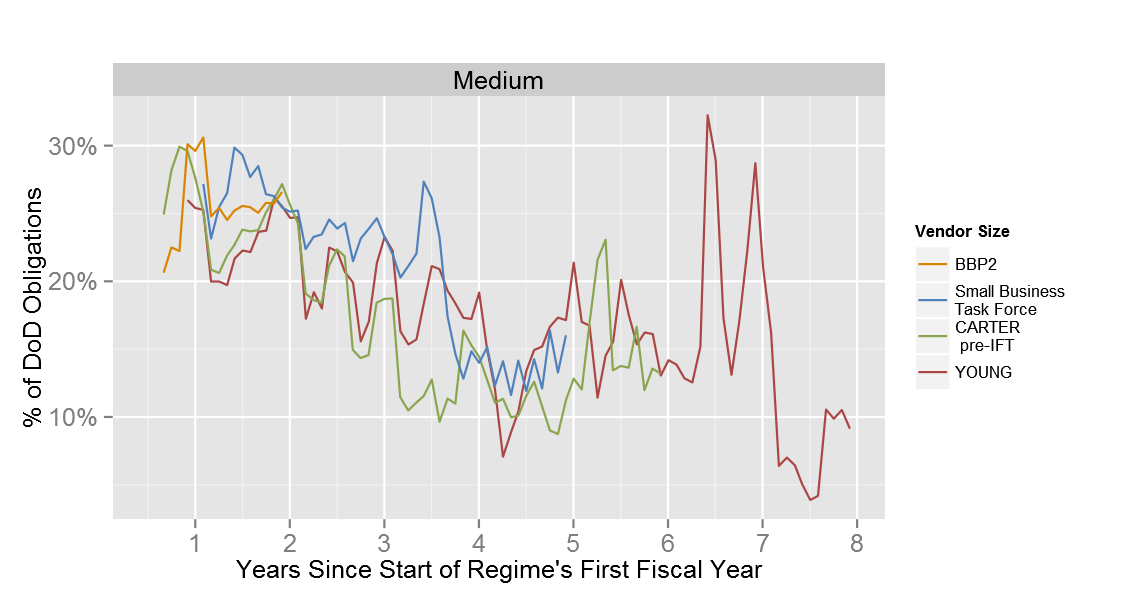 Medium
30%
20%
10%
% of DoD Obligations
1 2 3 4 5 6 7 8
Years Since Start of Regime's First Fiscal Year
Vendor Size
BBP2
Small Business
Task Force
CARTER
pre-IFT
YOUNG